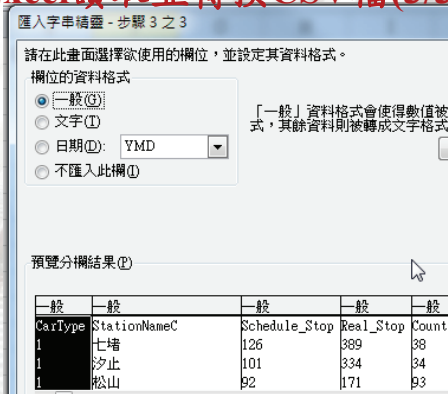 匯入字串精靈 - 步驟 3 之 3
請在此畫面選擇欲使用的欄位，並設定其資料格式。
欄位的資料格式
一般(G)
文字(T)
日期(D): YMD
不匯入此欄(I)
「一般」資料格式會使得數值被
式，其餘資料則被轉成文字格式
預覽分欄結果(P)
一般 一般 一般 一般 一般
CarType StationNameC Schedule_Stop Real_Stop Count
1 七堵 126 389 38
1 汐止 101 334 34
1 松山 92 171 93